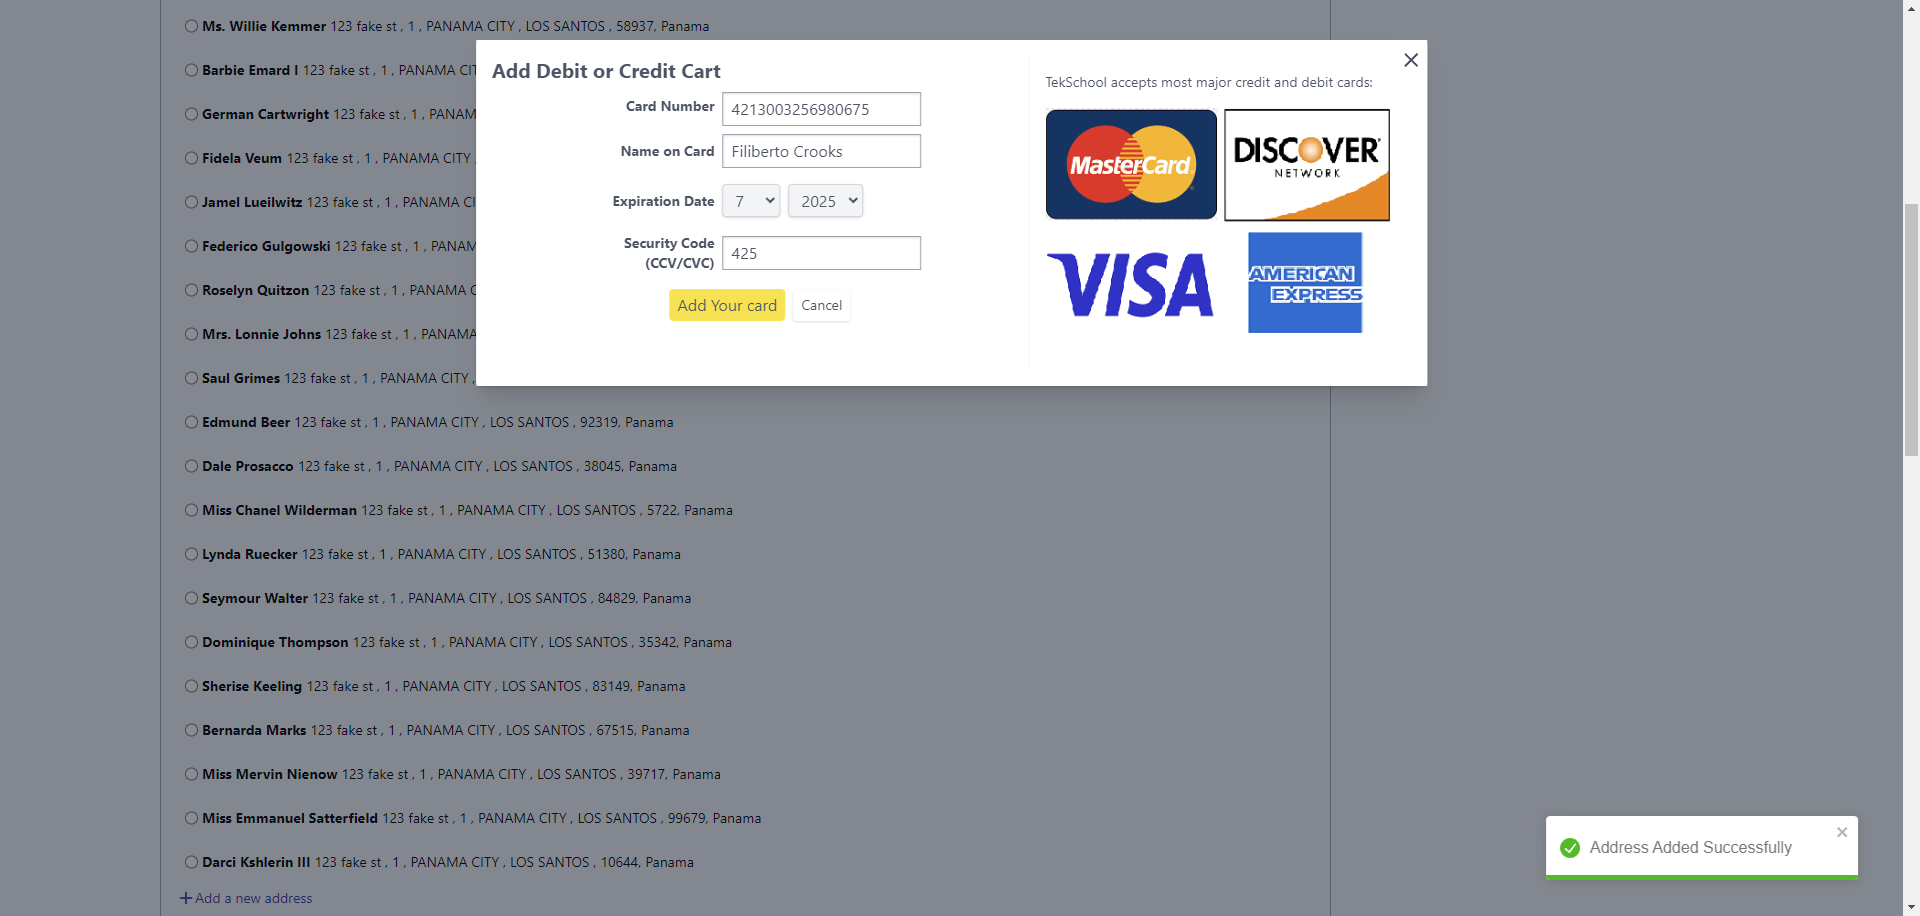 Ms. Willie Kemmer 123 fake st , 1 , PANAMA CITY , LOS SANTOS , 58937, Panama
Barbie Emard I 123 fake st , 1 , PANAMA CIT
German Cartwright 123 fake st , 1 , PANAM
Fidela Veum 123 fake st , 1 , PANAMA CITY ,
Jamel Lueilwitz 123 fake st , 1 , PANAMA CI
Federico Gulgowski 123 fake st , 1 , PANAM
Roselyn Quitzon 123 fake st , 1 , PANAMA C
Mrs. Lonnie Johns 123 fake st , 1 , PANAMA
Saul Grimes 123 fake st , 1 , PANAMA CITY ,
Edmund Beer 123 fake st , 1 , PANAMA CITY , LOS SANTOS , 92319, Panama
Dale Prosacco 123 fake st , 1 , PANAMA CITY , LOS SANTOS , 38045, Panama
Miss Chanel Wilderman 123 fake st , 1 , PANAMA CITY , LOS SANTOS , 5722, Panama
Lynda Ruecker 123 fake st , 1 , PANAMA CITY , LOS SANTOS , 51380, Panama
Seymour Walter 123 fake st , 1 , PANAMA CITY , LOS SANTOS , 84829, Panama
Dominique Thompson 123 fake st , 1 , PANAMA CITY , LOS SANTOS , 35342, Panama
Sherise Keeling 123 fake st , 1 , PANAMA CITY , LOS SANTOS , 83149, Panama
Bernarda Marks 123 fake st , 1 , PANAMA CITY , LOS SANTOS , 67515, Panama
Miss Mervin Nienow 123 fake st , 1 , PANAMA CITY , LOS SANTOS , 39717, Panama
Miss Emmanuel Satterfield 123 fake st , 1 , PANAMA CITY , LOS SANTOS , 99679, Panama
Darci Kshlerin III 123 fake st , 1 , PANAMA CITY , LOS SANTOS , 10644, Panama
Add a new address
Add Debit or Credit Cart
Card Number 4213003256980675
Name on Card Filiberto Crooks
Expiration Date 7 2025
Security Code
(CCV/CVC) 425
Add Your card Cancel
TekSchool accepts most major credit and debit cards:
MasterCard
DISCOVER
NETWORK
VISA
AMERICAN
EXPRESS
Address Added Successfully